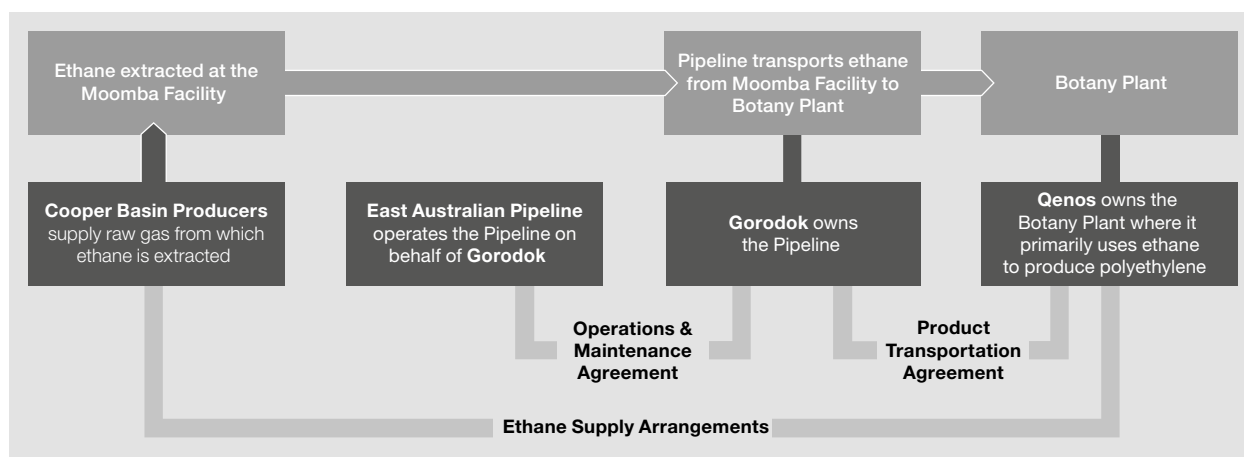 Ethane extracted at the
Moomba Facility
Pipeline transports ethane
from Moomba Facility to
Botany Plant
Botany Plant
Cooper Basin Producers
supply raw gas from which
ethane is extracted
East Australian Pipeline
operates the Pipeline on
behalf of Gorodok
Gorodok owns
the Pipeline
Qenos owns the
Botany Plant where it
primarily uses ethane
to produce polyethylene
Operations &
Maintenance
Agreement
Product
Transportation
Agreement
Ethane Supply Arrangements